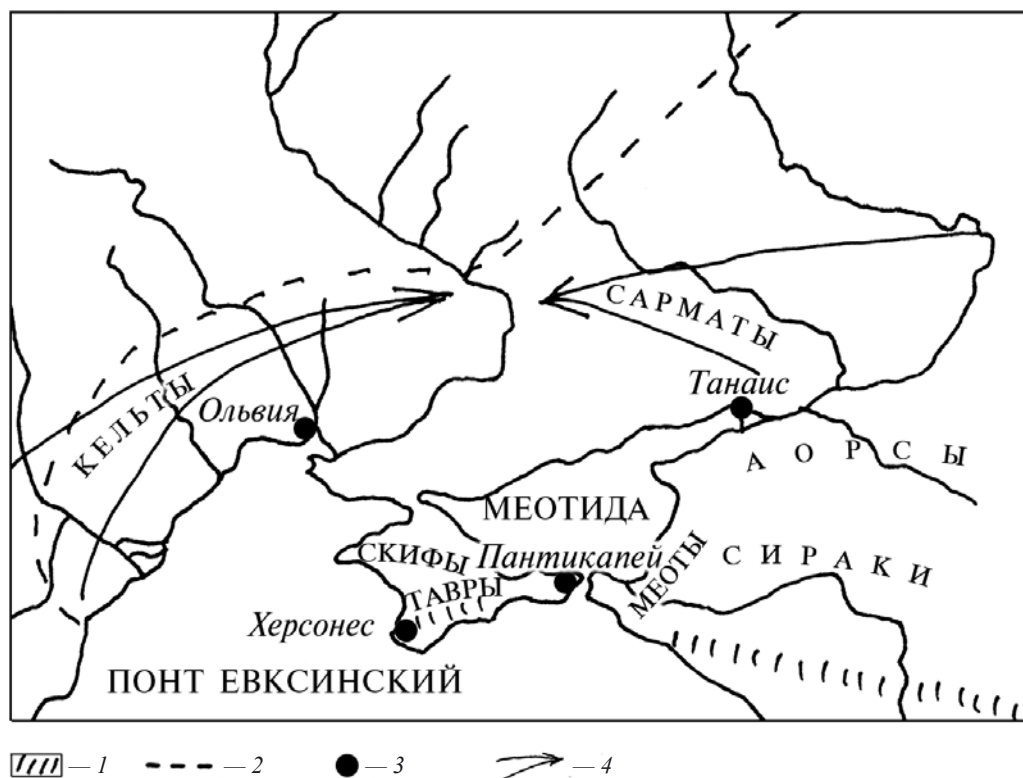 САРМАТЫ
КЕЛЬТЫ
Танаис
Ольвия
АОРСЫ
МЕОТИДА
СКИФЫ
Пантикапей
МЕОТЫ
СИРАКИ
ТАВРЫ
Херсонес
ПОНТ ЕВКСИНСКИЙ
— 1 — 2 — 3 — 4